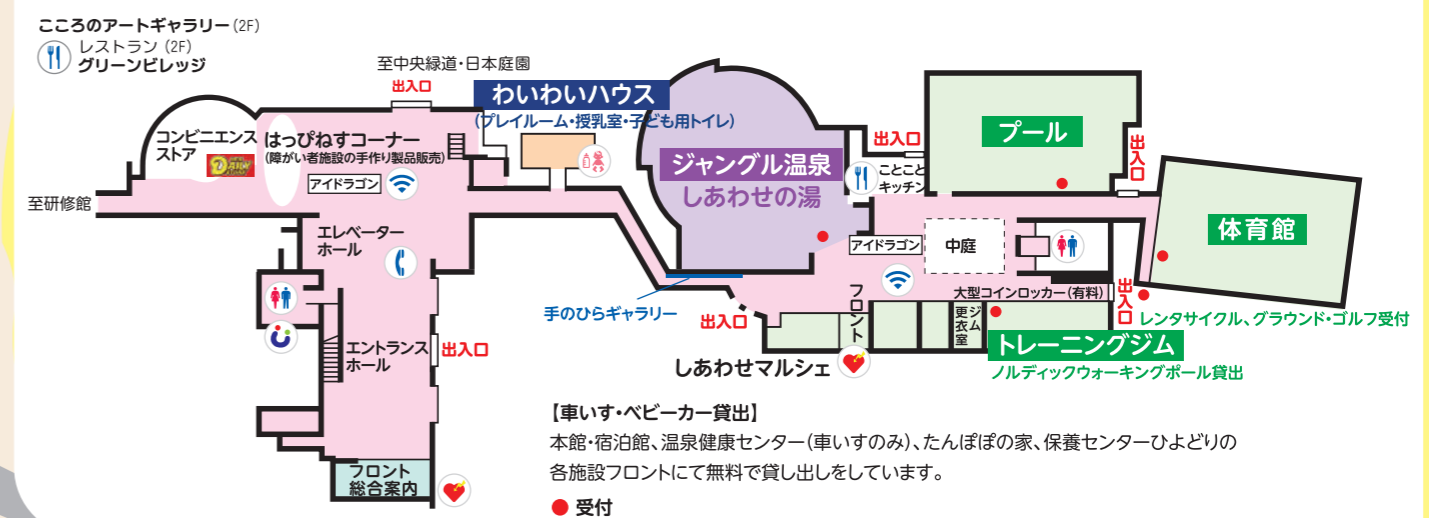 こころのアートギャラリー(2F)
レストラン (2F)
グリーンビレッジ
至中央緑道・日本庭園
出入口
わいわいハウス
(プレイルーム・授乳室・子ども用トイレ)
コンビニエンス
ストア
はっぴねすコーナー
(障がい者施設の手作り製品販売)
アイドラゴン
至研修館
エレベーター
ホール
エントランス
ホール
出入口
フロント
総合案内
手のひらギャラリー
ジャングル温泉
しあわせの湯
出入口
ことこと
キッチン
プール
出入口
体育館
アイドラゴン
中庭
大型コインロッカー(有料)
出入口
フロント
ジム
更衣室
出入口
レンタサイクル、グラウンド・ゴルフ受付
トレーニングジム
ノルディックウォーキングポール貸出
しあわせマルシェ
【車いす・ベビーカー貸出】
本館・宿泊館、温泉健康センター(車いすのみ)、たんぽぽの家、保養センターひよどりの
各施設フロントにて無料で貸し出しをしています。
受付